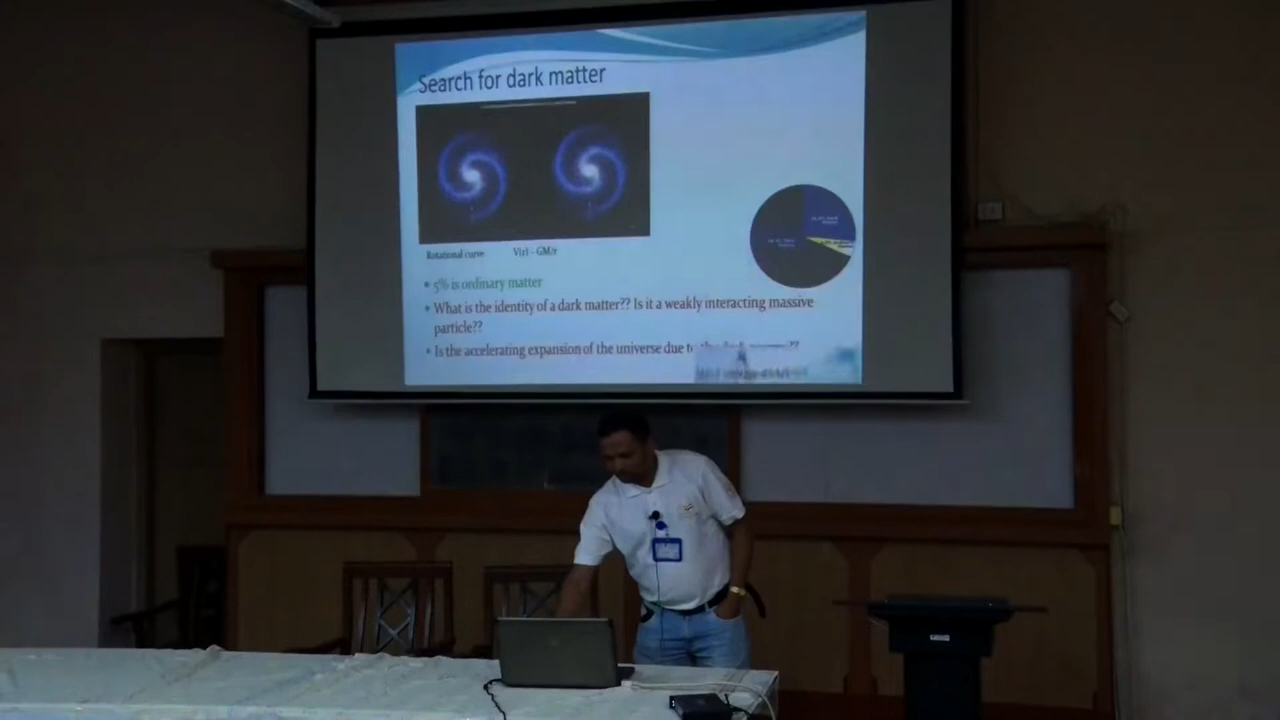 Search for dark matter
Rotational curve V(r) - GM/r
• 5% is ordinary matter
• What is the identity of a dark matter?? Is it a weakly interacting massive
particle??
• Is the accelerating expansion of the universe due